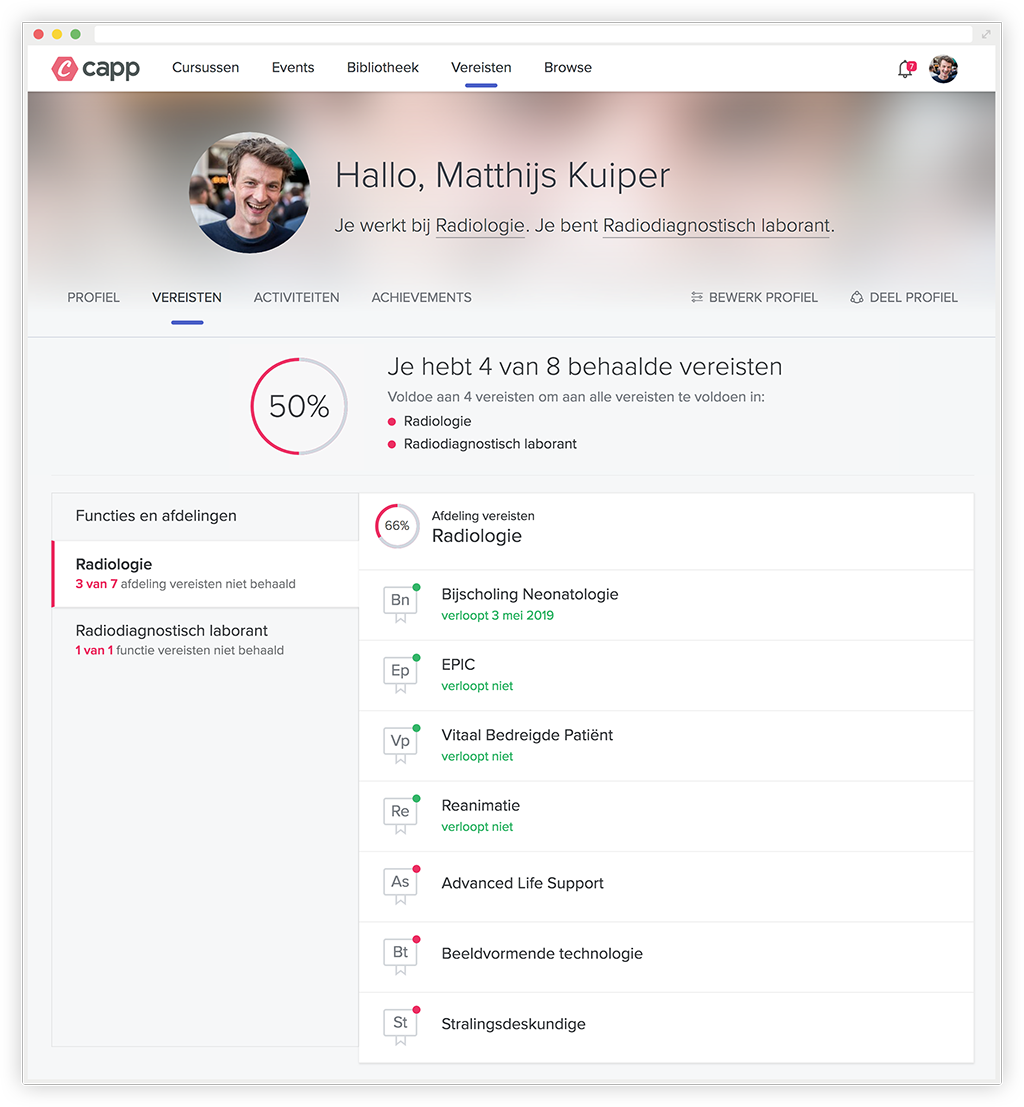 capp
Cursussen
Events
Bibliotheek
Vereisten
Browse
7
Hallo, Matthijs Kuiper
Je werkt bij Radiologie. Je bent Radiodiagnostisch laborant.
PROFIEL
VEREISTEN
ACTIVITEITEN
ACHIEVEMENTS
BEWERK PROFIEL
DEEL PROFIEL
50%
Je hebt 4 van 8 behaalde vereisten
Voldoe aan 4 vereisten om aan alle vereisten te voldoen in:
Radiologie
Radiodiagnostisch laborant
Functies en afdelingen
Radiologie
3 van 7 afdeling vereisten niet behaald
Radiodiagnostisch laborant
1 van 1 functie vereisten niet behaald
66%
Afdeling vereisten
Radiologie
Bn
Bijscholing Neonatologie
verloopt 3 mei 2019
Ep
EPIC
verloopt niet
Vp
Vitaal Bedreigde Patiënt
verloopt niet
Re
Reanimatie
verloopt niet
As
Advanced Life Support
Bt
Beeldvormende technologie
St
Stralingsdeskundige